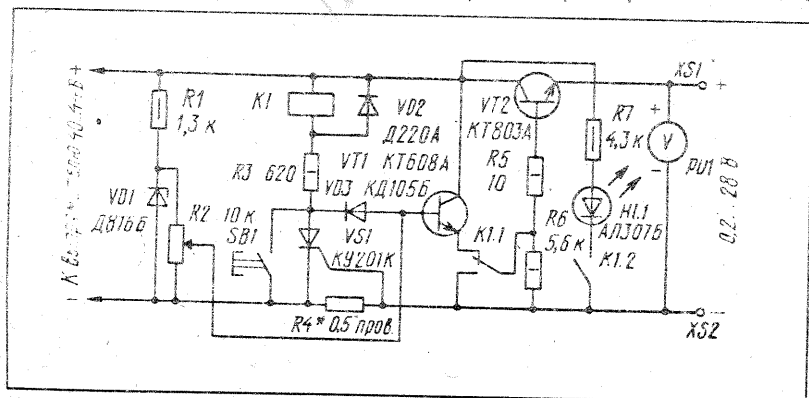 XS1
+
R1
1,3 к
K1
VD2
Д220А
VT2
КТ803А
R7
4,3 к
+
V
−
PU1
R3 620
VT1 КТ608А
VD3 КД105Б
R5
10
VD1
Д816Б
R2 10 к
SB1
VS1
КУ201К
K1.1
R6
5,6 к
K1.2
АЛ307Б
R4* 0,5 пров.
−
XS2
0,2... 28 В